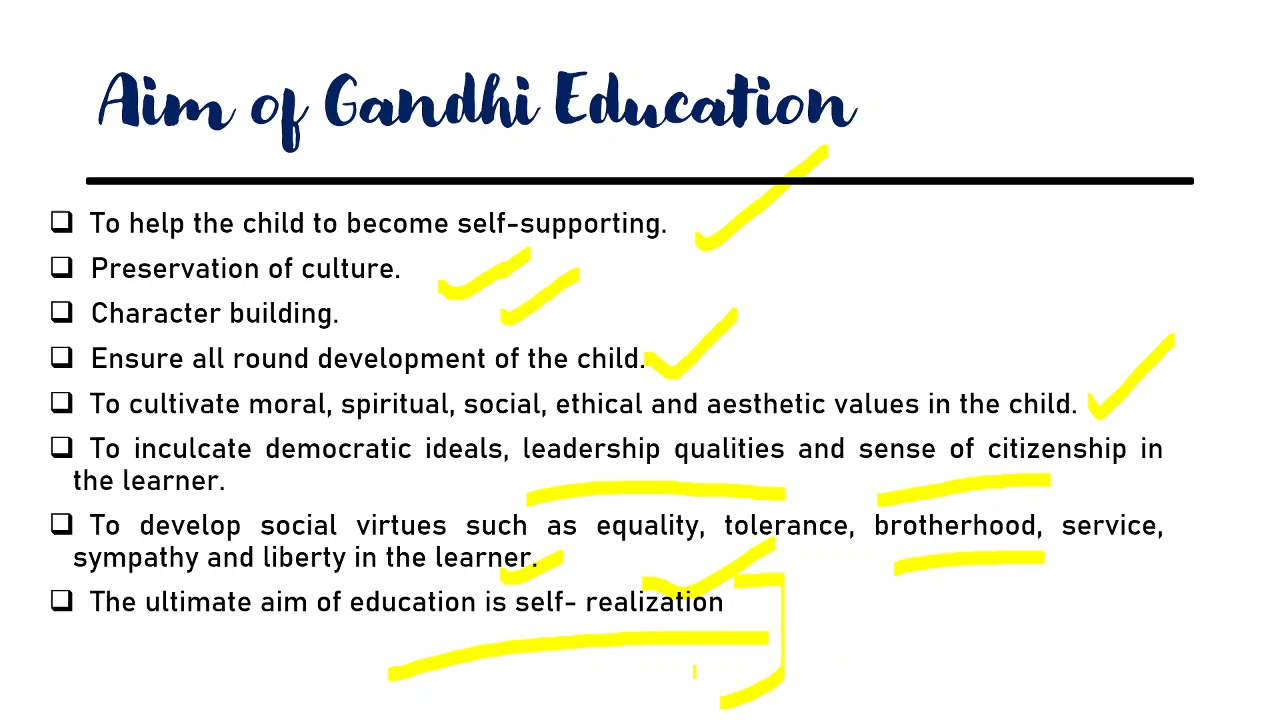 Aim of Gandhi Education
❑ To help the child to become self-supporting.
❑ Preservation of culture.
❑ Character building.
❑ Ensure all round development of the child.
❑ To cultivate moral, spiritual, social, ethical and aesthetic values in the child.
❑ To inculcate democratic ideals, leadership qualities and sense of citizenship in
the learner.
❑ To develop social virtues such as equality, tolerance, brotherhood, service,
sympathy and liberty in the learner.
❑ The ultimate aim of education is self- realization